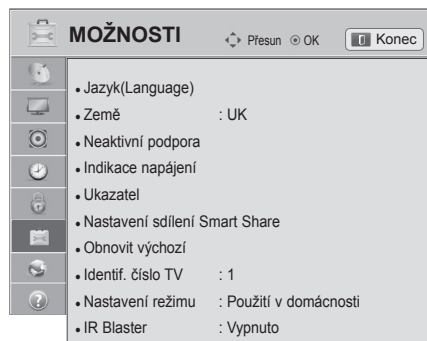 MOŽNOSTI Přesun OK Konec
• Jazyk(Language)
• Země : UK
• Neaktivní podpora
• Indikace napájení
• Ukazatel
• Nastavení sdílení Smart Share
• Obnovit výchozí
• Identif. číslo TV : 1
• Nastavení režimu : Použití v domácnosti
• IR Blaster : Vypnuto